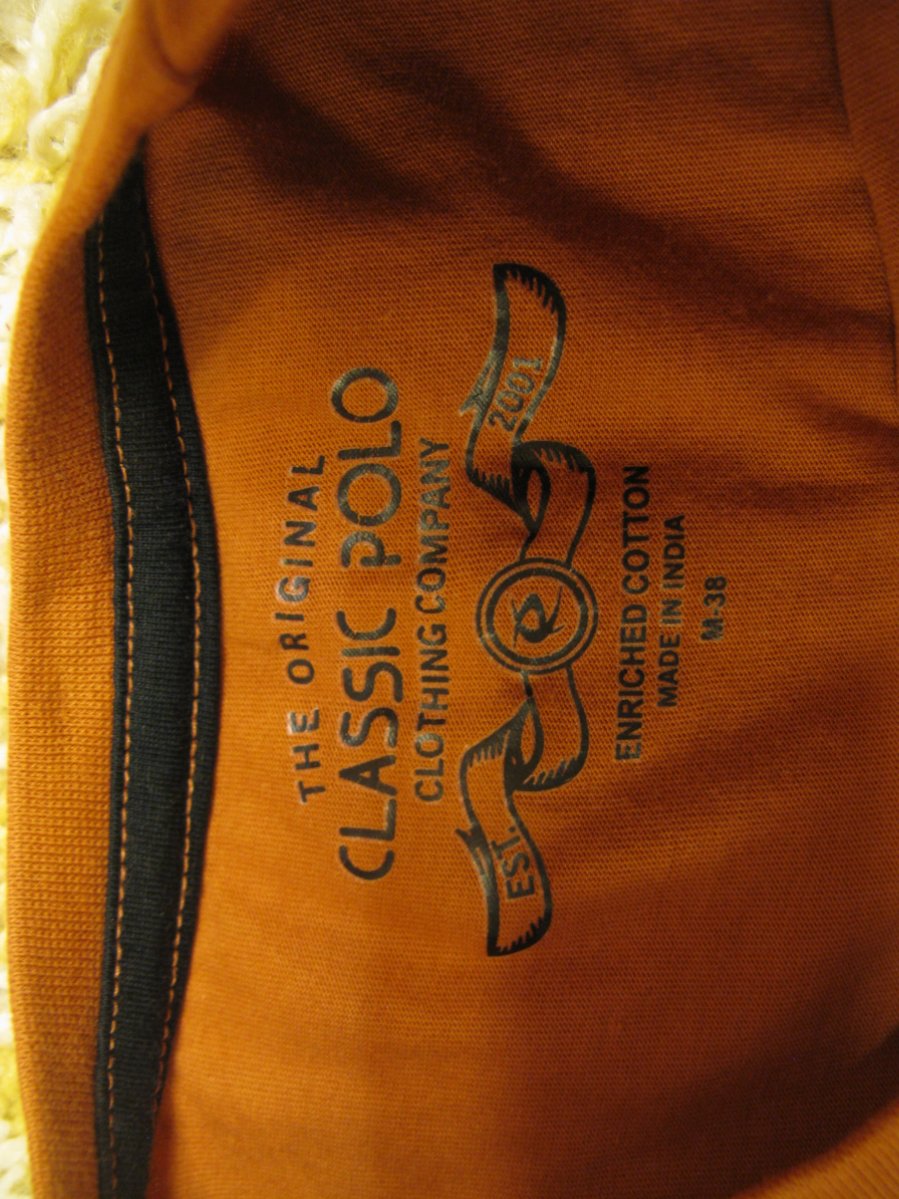 THE ORIGINAL
CLASSIC POLO
CLOTHING COMPANY
EST. 2001
ENRICHED COTTON
MADE IN INDIA
M-38